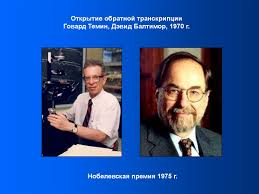 Открытие обратной транскрипции
Говард Темин, Дэвид Балтимор, 1970 г.
Нобелевская премия 1975 г.